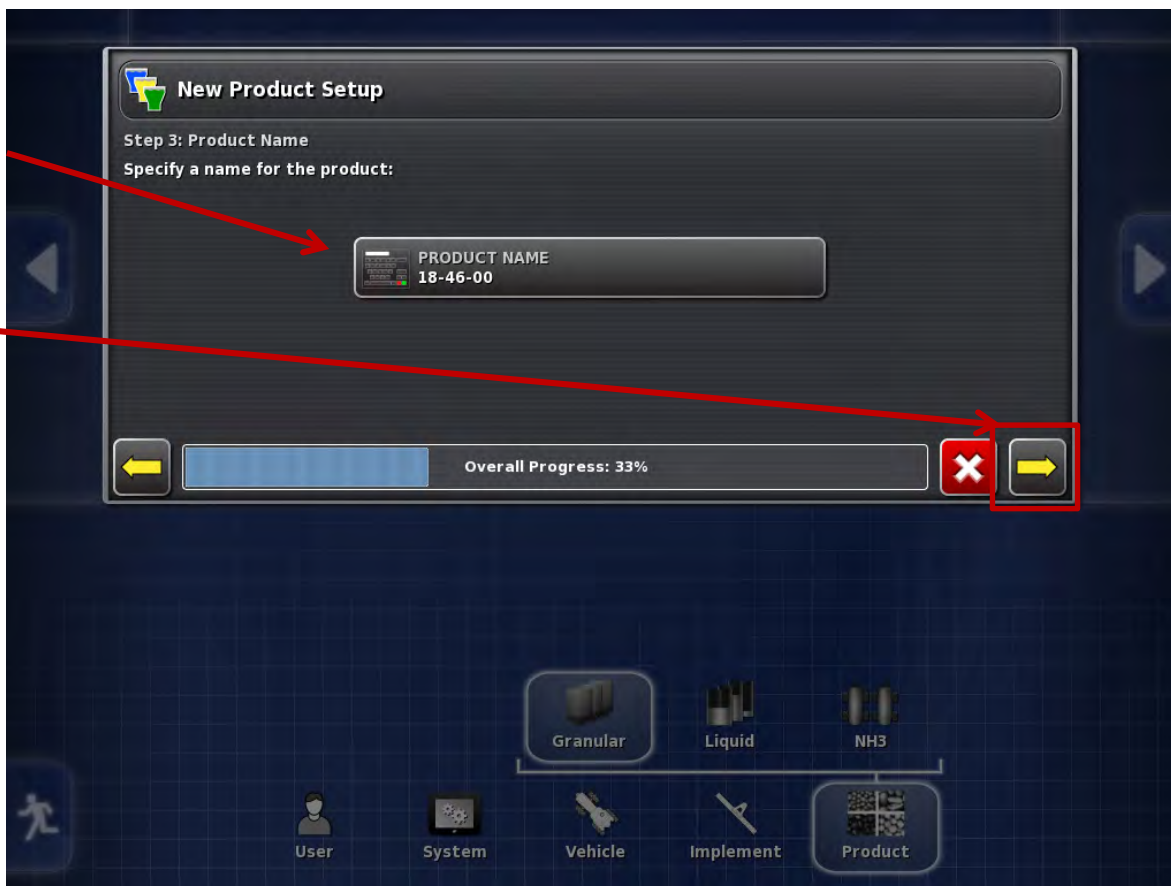 New Product Setup
Step 3: Product Name
Specify a name for the product:
PRODUCT NAME
18-46-00
Overall Progress: 33%
Granular Liquid NH3
User System Vehicle Implement Product